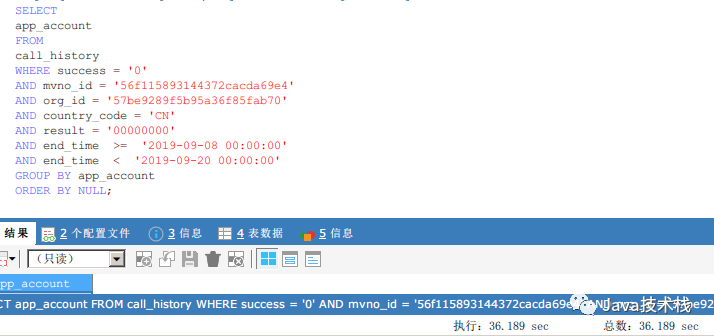 SELECT
app_account
FROM
call_history
WHERE success = '0'
AND mvno_id = '56f115893144372cacda69e4'
AND org_id = '57be9289f5b95a36f85fab70'
AND country_code = 'CN'
AND result = '00000000'
AND end_time >= '2019-09-08 00:00:00'
AND end_time < '2019-09-20 00:00:00'
GROUP BY app_account
ORDER BY NULL;
结果 2 个配置文件 3 信息 4 表数据 5 信息
(只读)
pp_account
CT app_account FROM call_history WHERE success = '0' AND mvno_id = '56f115893144372cacda69e
Java技术栈
执行: 36.189 sec 总数: 36.189 sec